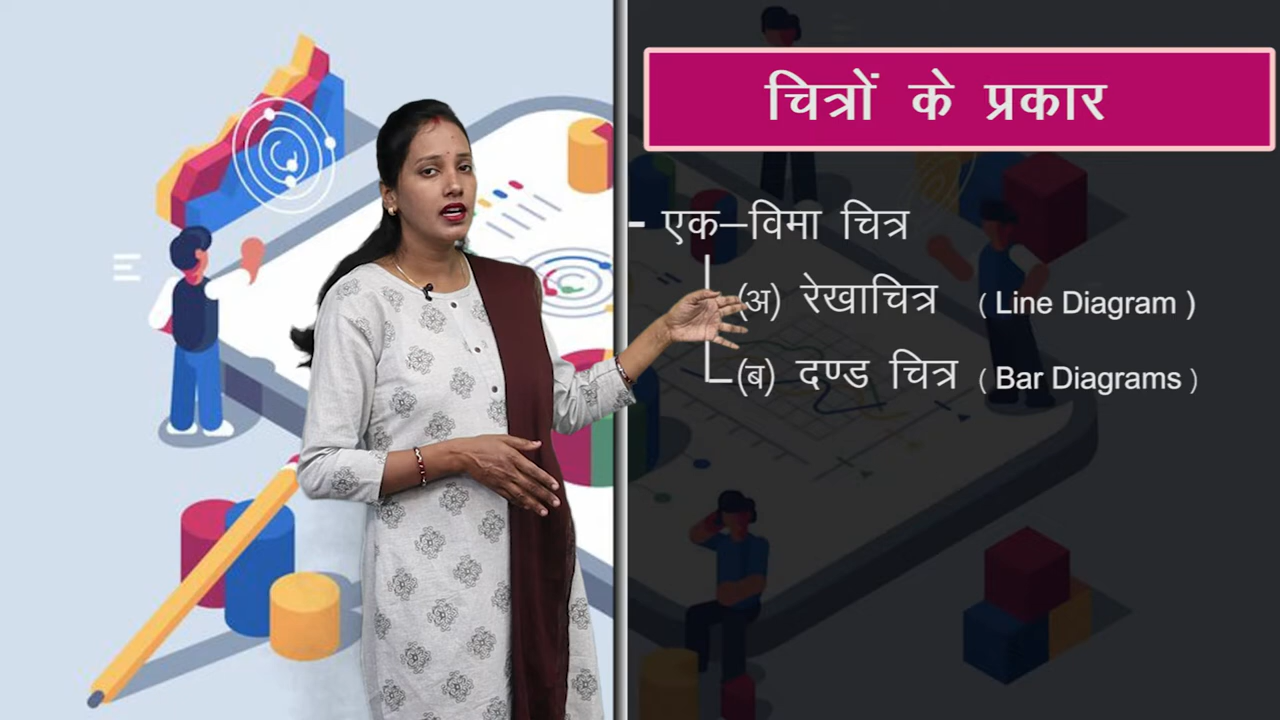 चित्रों के प्रकार
- एक–विमा चित्र
(अ) रेखाचित्र ( Line Diagram )
(ब) दण्ड चित्र ( Bar Diagrams )